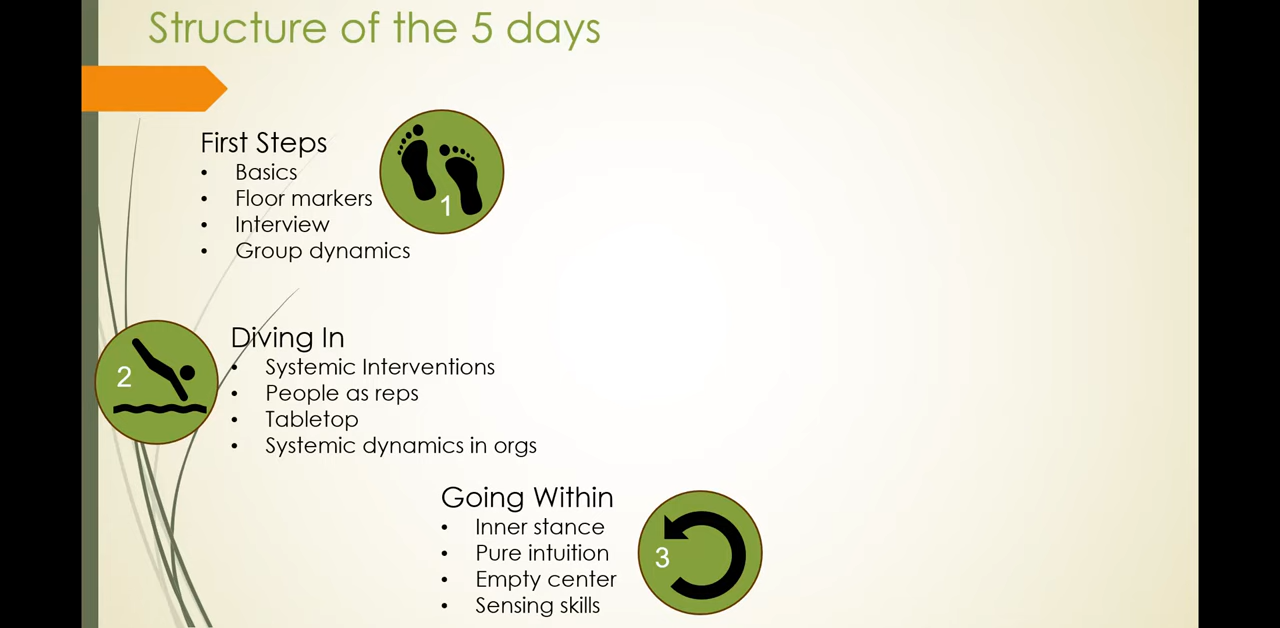 Structure of the 5 days
First Steps
• Basics
• Floor markers
• Interview
• Group dynamics
1
2
Diving In
• Systemic Interventions
• People as reps
• Tabletop
• Systemic dynamics in orgs
Going Within
• Inner stance
• Pure intuition
• Empty center
• Sensing skills
3